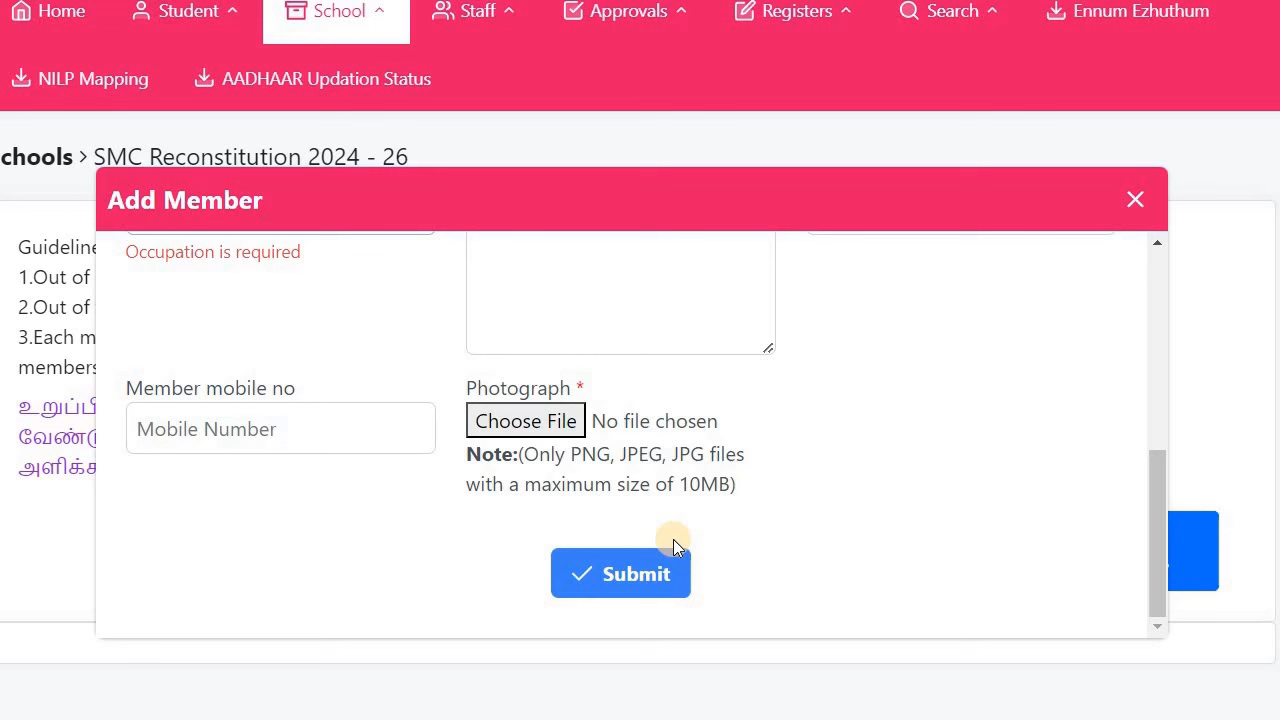 Home Student School Staff Approvals Registers Search Ennum Ezhuthum
NILP Mapping AADHAAR Updation Status
chools > SMC Reconstitution 2024 - 26
Add Member
Guideline
1.Out of
2.Out of
3.Each m
members
உறுப்பி
வேண்டு
அளிக்க
Occupation is required
Member mobile no
Mobile Number
Photograph *
Choose File No file chosen
Note:(Only PNG, JPEG, JPG files
with a maximum size of 10MB)
Submit